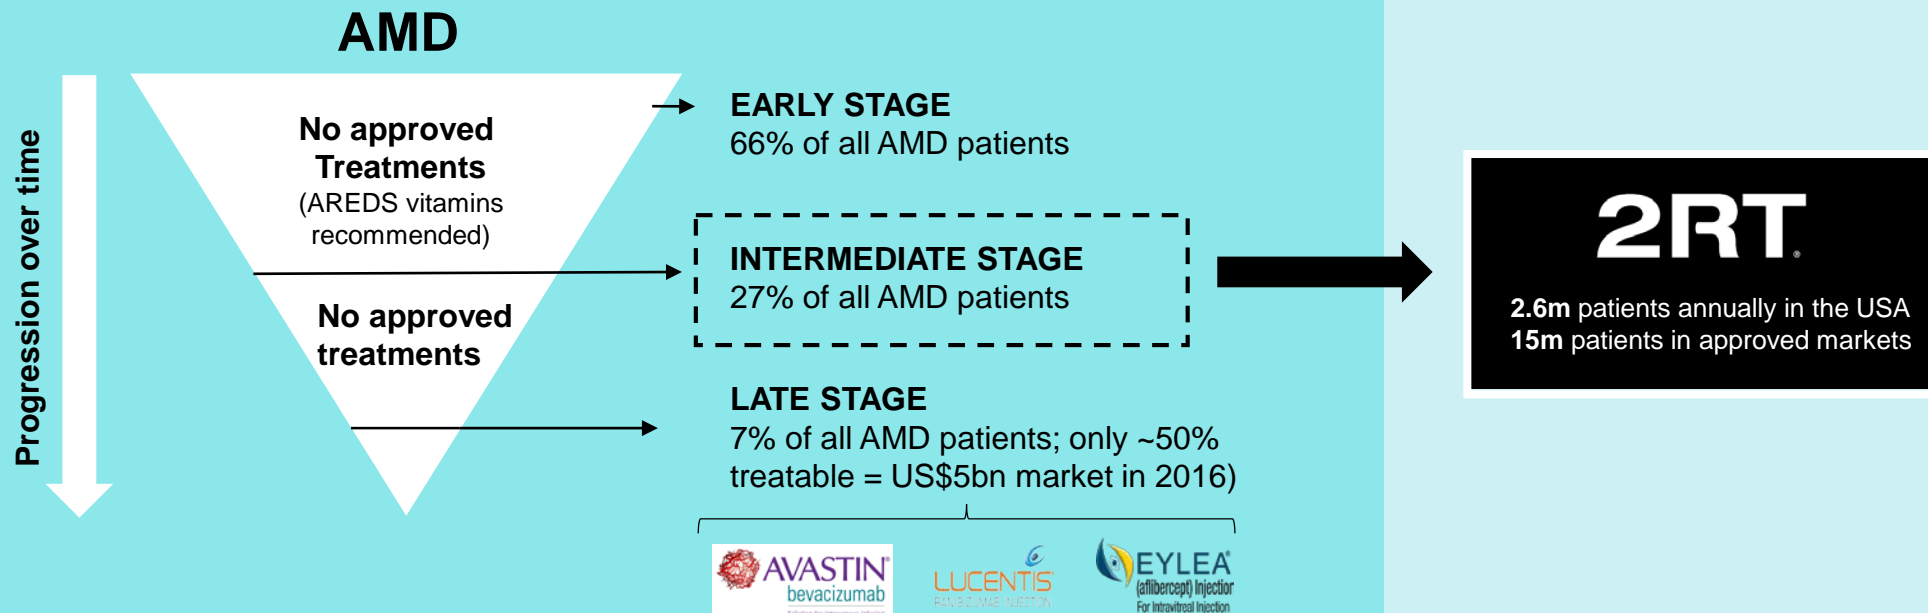 AMD
Progression over time
No approved
Treatments
(AREDS vitamins
recommended)
No approved
treatments
EARLY STAGE
66% of all AMD patients
INTERMEDIATE STAGE
27% of all AMD patients
LATE STAGE
7% of all AMD patients; only ~50%
treatable = US$5bn market in 2016)
AVASTIN®
bevacizumab
LUCENTIS
RANIBIZUMAB INJECTION
EYLEA®
(aflibercept) Injection
For Intravitreal Injection
2RT®
2.6m patients annually in the USA
15m patients in approved markets